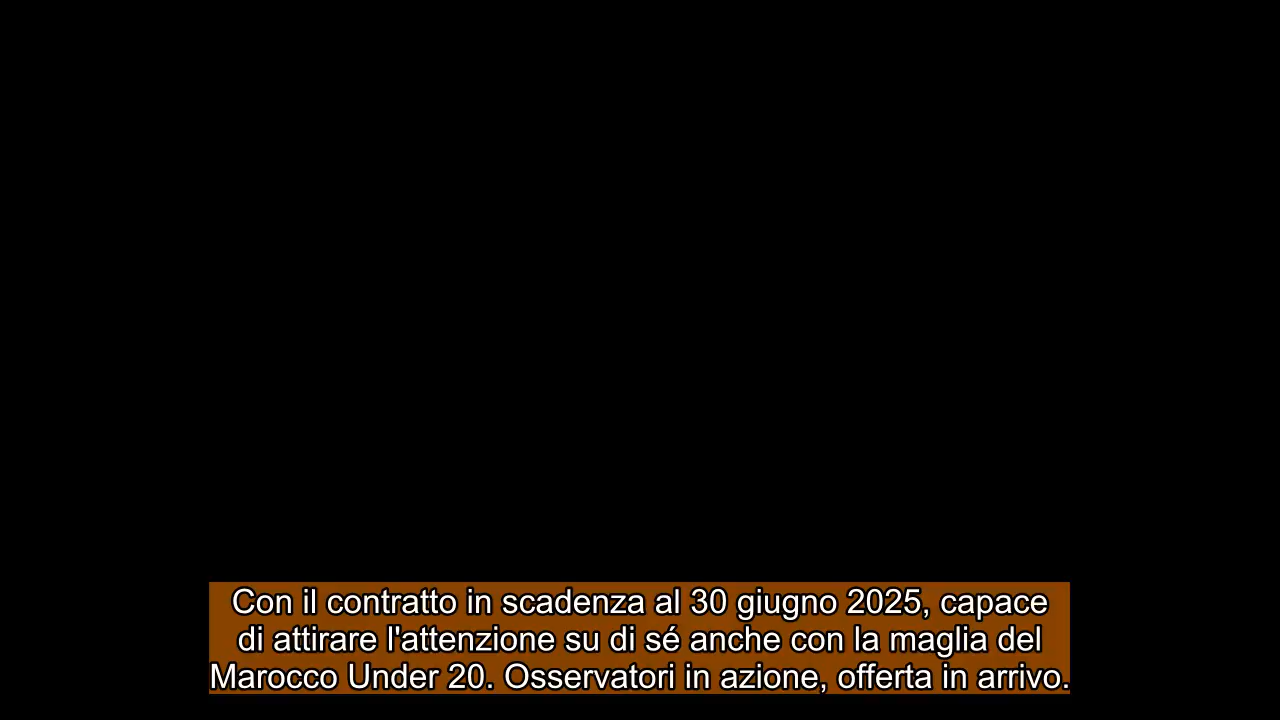 Con il contratto in scadenza al 30 giugno 2025, capace
di attirare l'attenzione su di sé anche con la maglia del
Marocco Under 20. Osservatori in azione, offerta in arrivo.